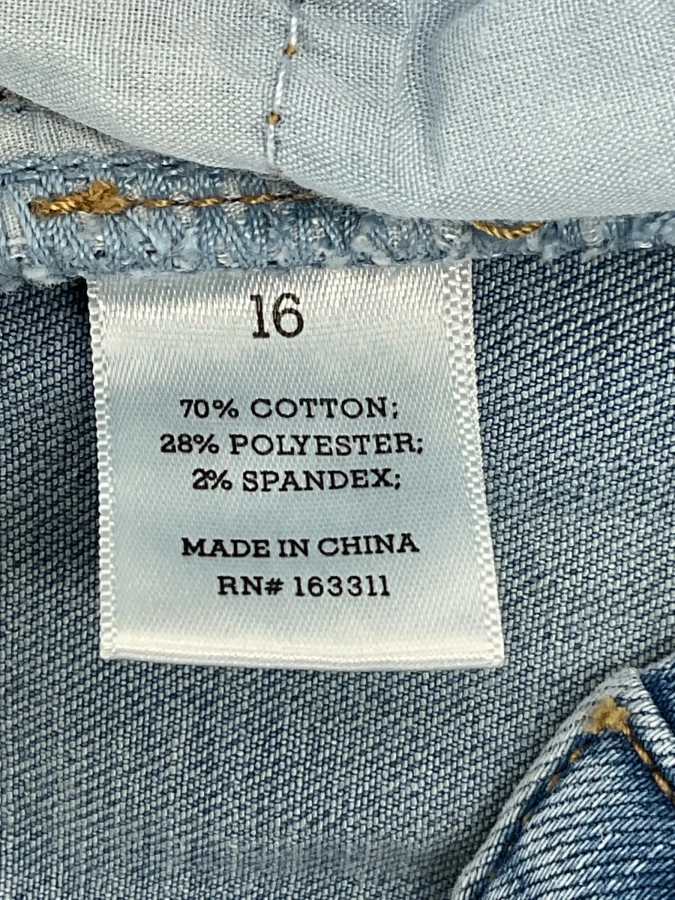 16
70% COTTON;
28% POLYESTER;
2% SPANDEX;
MADE IN CHINA
RN# 163311